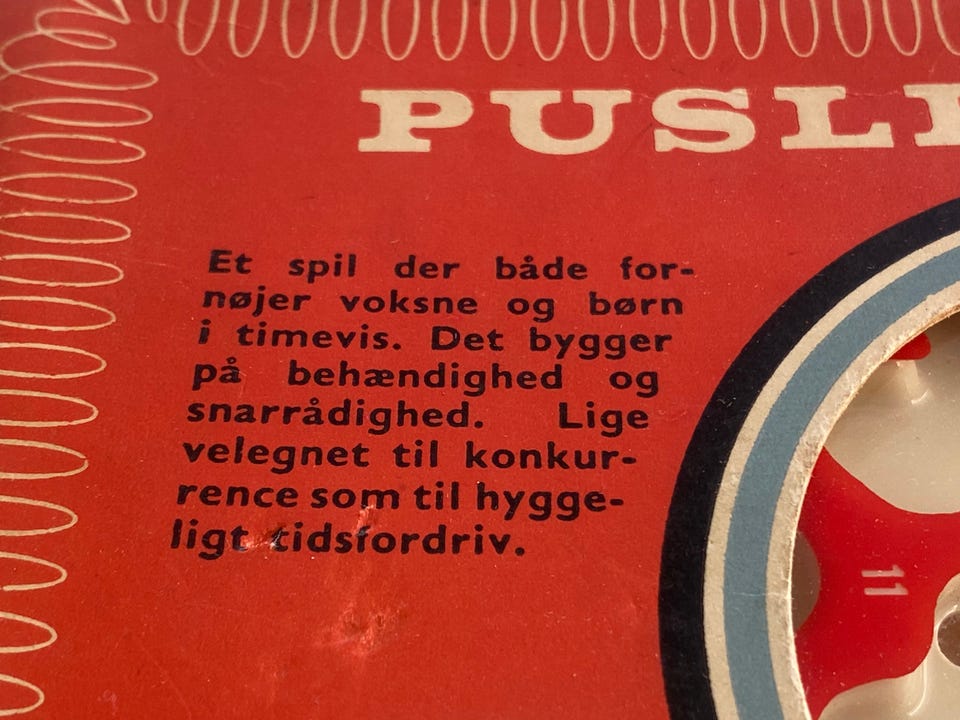 PUSL
Et spil der både for-
nøjer voksne og børn
i timevis. Det bygger
på behændighed og
snarrådighed. Lige
velegnet til konkur-
rence som til hygge-
ligt tidsfordriv.
11